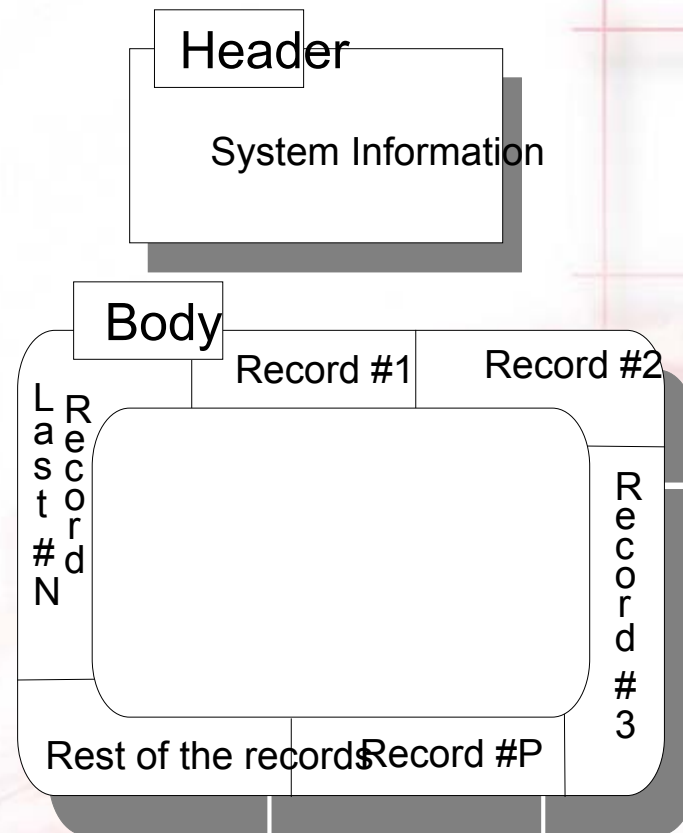 Header
System Information
Body
Record #1
Record #2
Record #3
Record #P
Rest of the records
Last #N
Record